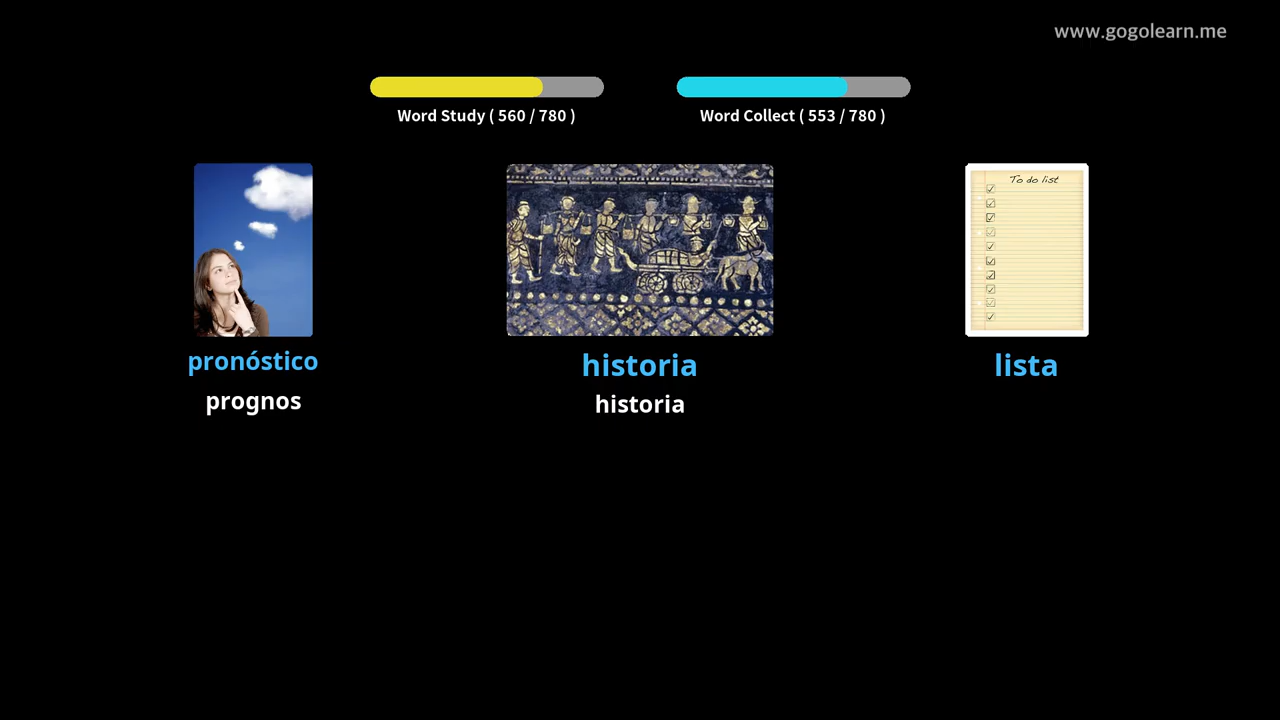 www.gogolearn.me
Word Study ( 560 / 780 )
Word Collect ( 553 / 780 )
To do list
pronóstico
historia
lista
prognos
historia